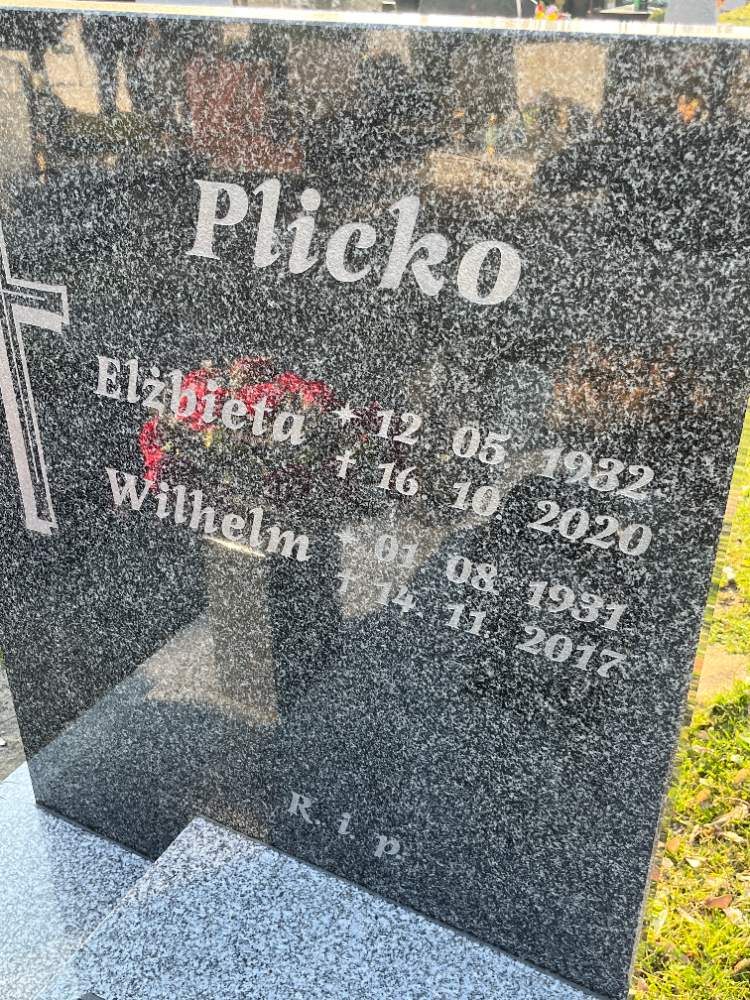 Plicko
Elżbieta * 12. 05. 1932
† 16. 10. 2020
Wilhelm * 01. 08. 1931
† 14. 11. 2017
R. i. p.